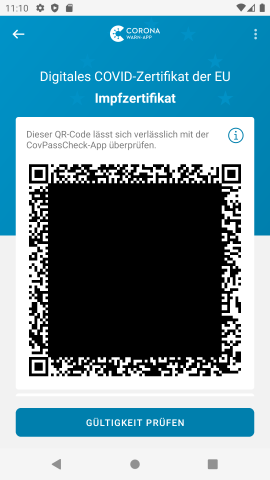 11:10
CORONA
WARN-APP
Digitales COVID-Zertifikat der EU
Impfzertifikat
Dieser QR-Code lässt sich verlässlich mit der
CovPassCheck-App überprüfen.
GÜLTIGKEIT PRÜFEN